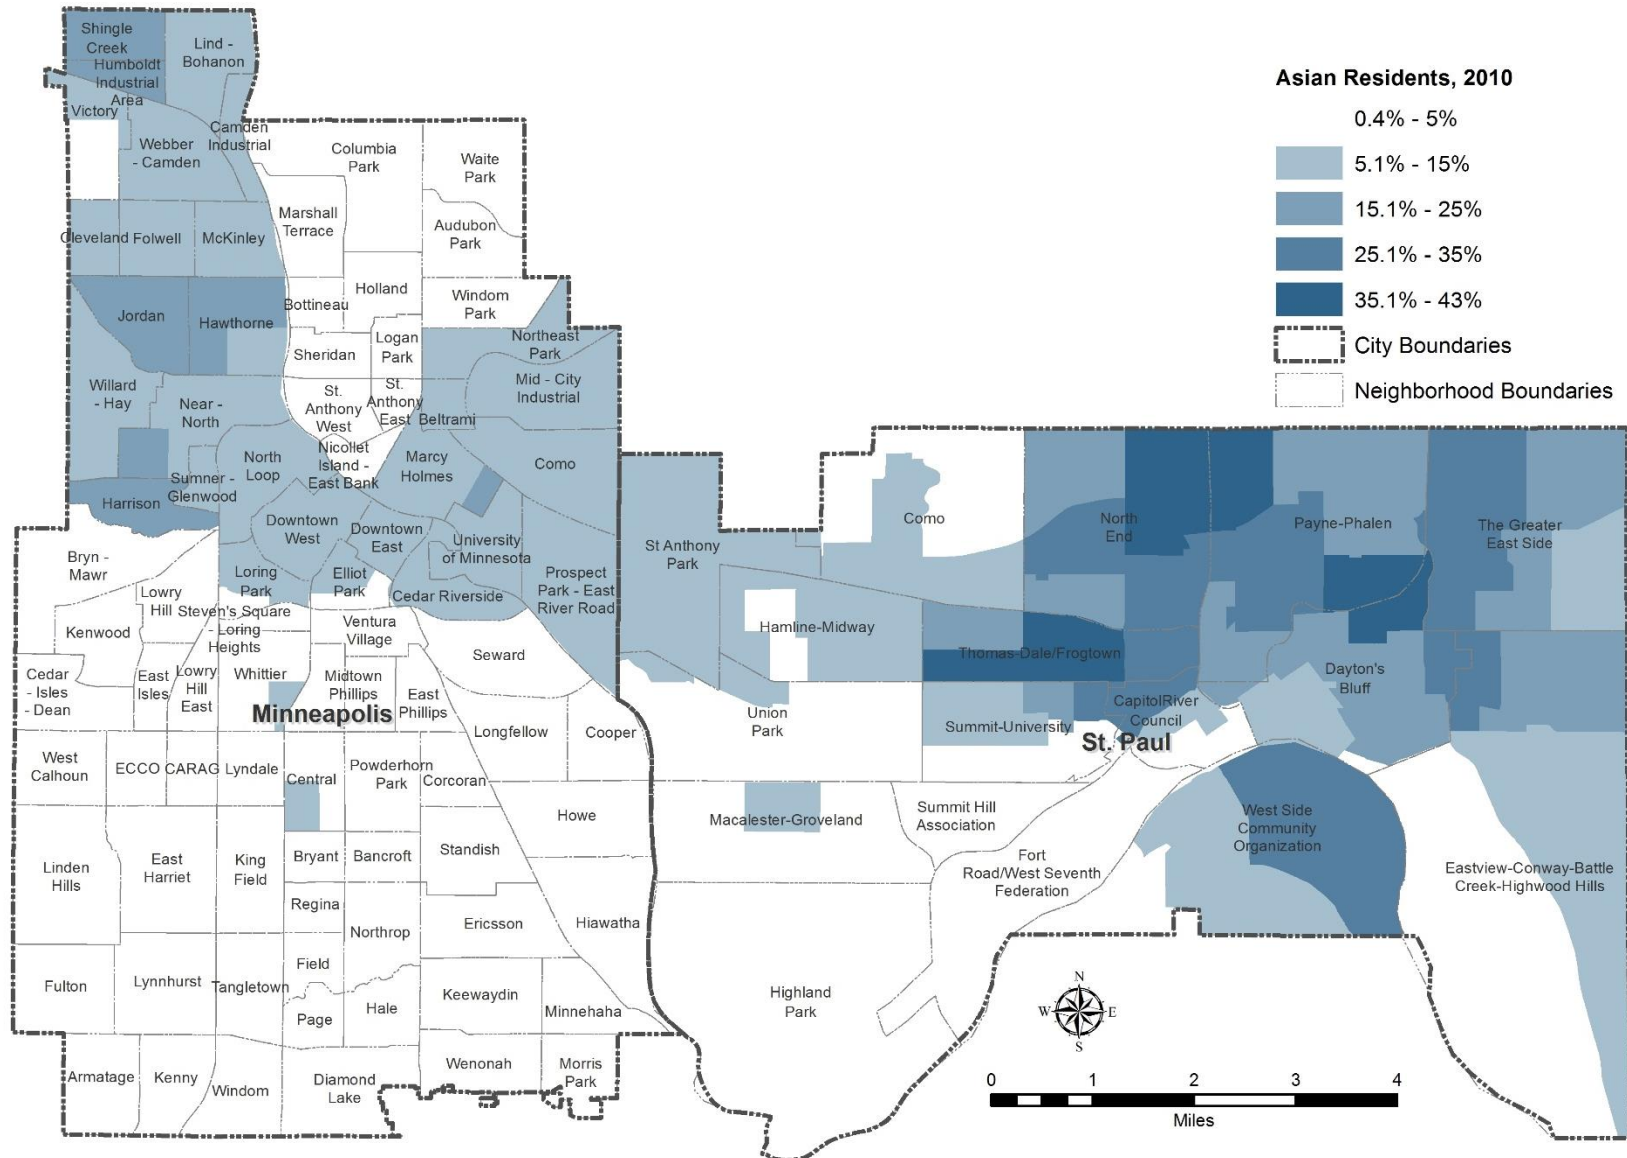 Asian Residents, 2010
0.4% - 5%
5.1% - 15%
15.1% - 25%
25.1% - 35%
35.1% - 43%
City Boundaries
Neighborhood Boundaries
Shingle
Creek
Humboldt
Industrial
Area
Lind -
Bohanon
Victory
Webber
- Camden
Camden
Industrial
Columbia
Park
Waite
Park
Marshall
Terrace
Audubon
Park
Cleveland
Folwell
McKinley
Bottineau
Holland
Windom
Park
Jordan
Hawthorne
Sheridan
Logan
Park
Northeast
Park
Willard
- Hay
Near -
North
St.
Anthony
West
St.
Anthony
East
Beltrami
Mid - City
Industrial
Nicollet
Island -
East Bank
North
Loop
Marcy
Holmes
Como
Sumner -
Glenwood
Harrison
Downtown
West
Downtown
East
University
of Minnesota
Bryn -
Mawr
Loring
Park
Elliot
Park
Cedar Riverside
Prospect
Park - East
River Road
Lowry
Hill
Steven's Square
- Loring
Heights
Kenwood
Ventura
Village
Seward
Cedar
- Isles
- Dean
East
Isles
Lowry
Hill
East
Whittier
Midtown
Phillips
East
Phillips
Minneapolis
Longfellow
Cooper
West
Calhoun
ECCO
CARAG
Lyndale
Central
Powderhorn
Park
Corcoran
Howe
Linden
Hills
East
Harriet
King
Field
Bryant
Bancroft
Standish
Regina
Northrop
Ericsson
Hiawatha
Field
Fulton
Lynnhurst
Tangletown
Page
Hale
Keewaydin
Minnehaha
Armatage
Kenny
Windom
Diamond
Lake
Wenonah
Morris
Park
St Anthony
Park
Como
North
End
Payne-Phalen
The Greater
East Side
Hamline-Midway
Thomas-Dale/Frogtown
Dayton's
Bluff
Union
Park
Summit-University
CapitolRiver
Council
St. Paul
Macalester-Groveland
Summit Hill
Association
West Side
Community
Organization
Fort
Road/West Seventh
Federation
Eastview-Conway-Battle
Creek-Highwood Hills
Highland
Park
N
W
E
S
0 1 2 3 4
Miles